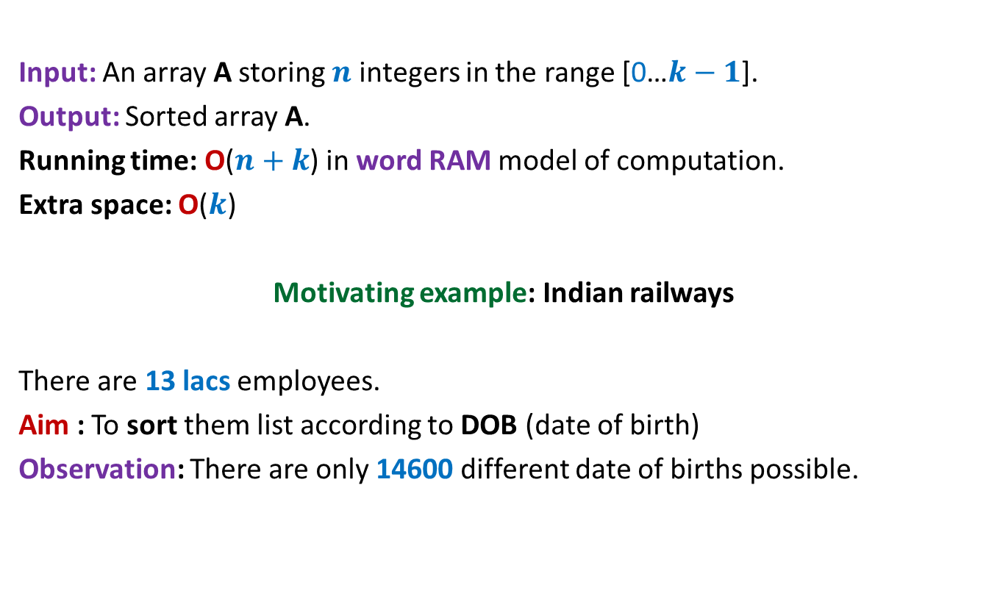 Input: An array A storing n integers in the range [0…k − 1].
Output: Sorted array A.
Running time: O(n + k) in word RAM model of computation.
Extra space: O(k)
Motivating example: Indian railways
There are 13 lacs employees.
Aim : To sort them list according to DOB (date of birth)
Observation: There are only 14600 different date of births possible.